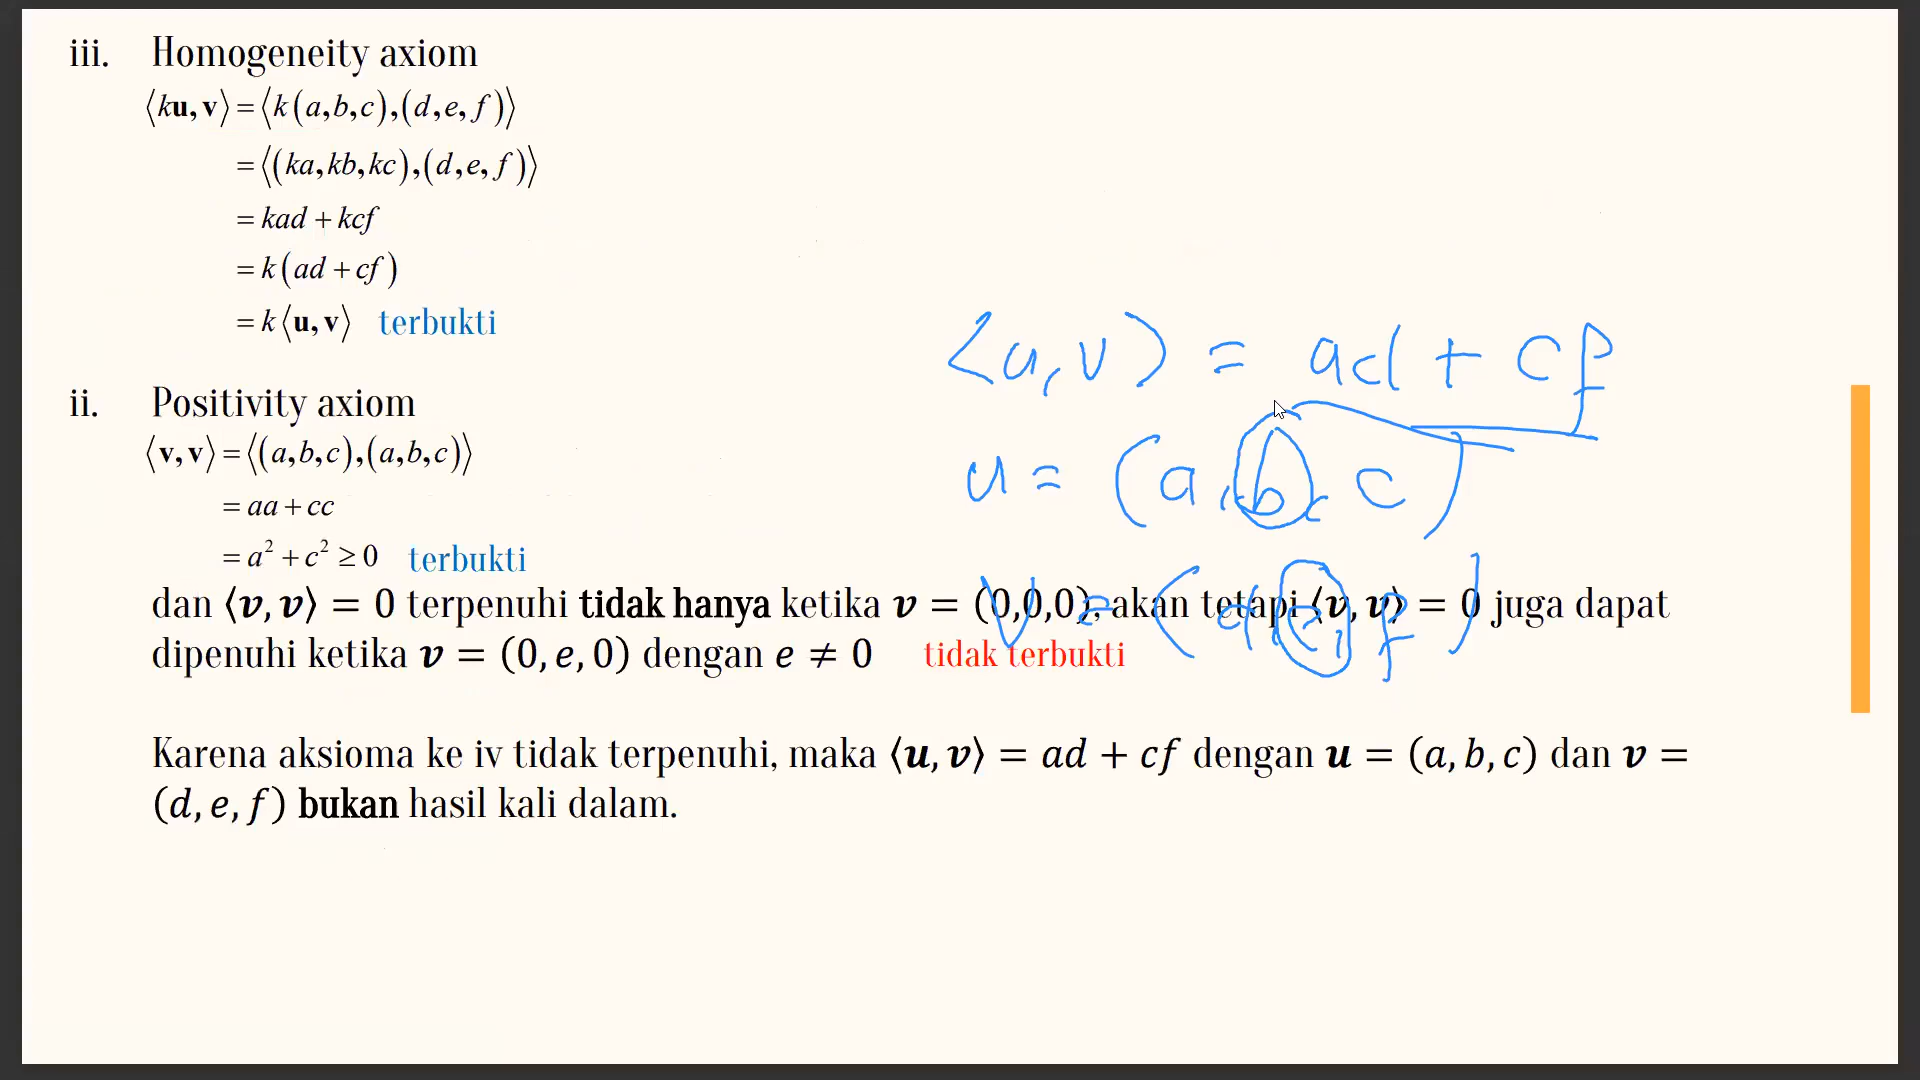 iii. Homogeneity axiom
⟨ku,v⟩ = ⟨k(a,b,c),(d,e,f)⟩
= ⟨(ka,kb,kc),(d,e,f)⟩
= kad + kcf
= k(ad + cf)
= k⟨u,v⟩ terbukti
⟨u,v⟩ = ad + cf
ii. Positivity axiom
⟨v,v⟩ = ⟨(a,b,c),(a,b,c)⟩
u = (a,b,c)
= aa + cc
= a² + c² ≥ 0 terbukti
dan ⟨v, v⟩ = 0 terpenuhi tidak hanya ketika v = (0,0,0), akan tetapi ⟨v, v⟩ = 0 juga dapat
v = (d,e,f)
dipenuhi ketika v = (0, e, 0) dengan e ≠ 0 tidak terbukti
Karena aksioma ke iv tidak terpenuhi, maka ⟨u, v⟩ = ad + cf dengan u = (a, b, c) dan v =
(d, e, f) bukan hasil kali dalam.